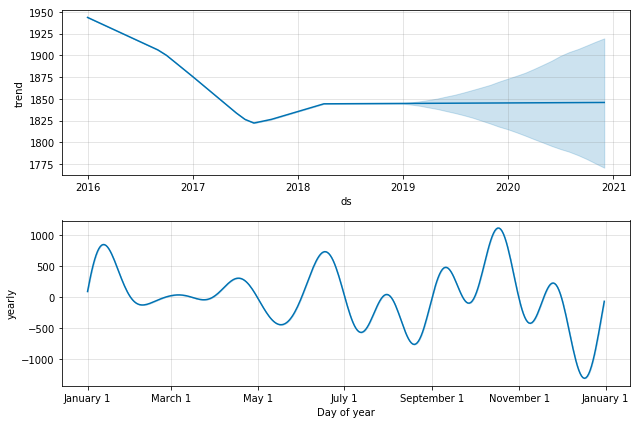 1950
1925
1900
1875
1850
1825
1800
1775
trend
2016 2017 2018 2019 2020 2021
ds
1000
500
0
−500
−1000
yearly
January 1 March 1 May 1 July 1 September 1 November 1 January 1
Day of year